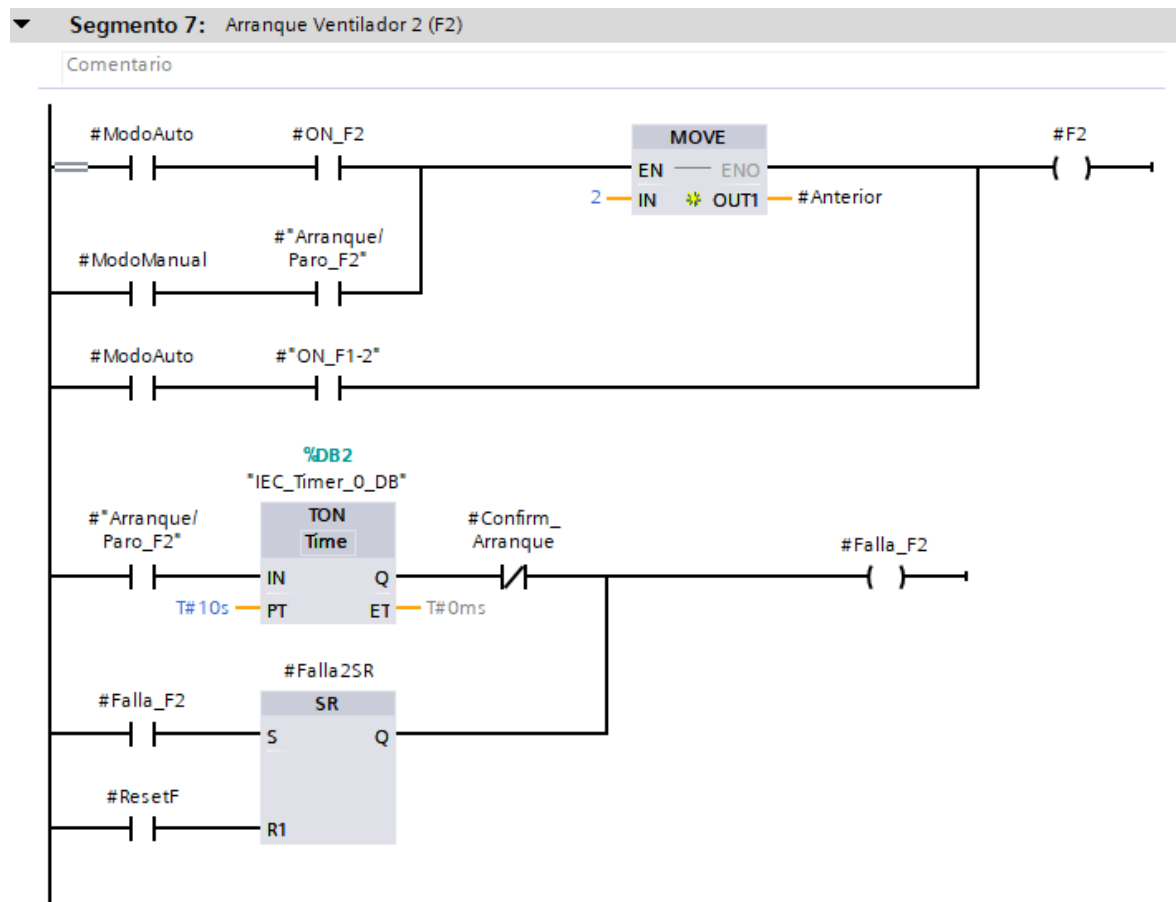 Segmento 7: Arranque Ventilador 2 (F2)
Comentario
#ModoAuto
#ON_F2
MOVE
#F2
EN
ENO
2
IN
OUT1
#Anterior
#"Arranque/
Paro_F2"
#ModoManual
#ModoAuto
#"ON_F1-2"
%DB2
"IEC_Timer_0_DB"
#"Arranque/
Paro_F2"
TON
Time
#Confirm_
Arranque
#Falla_F2
IN
Q
T#10s
PT
ET
T#0ms
#Falla2SR
#Falla_F2
SR
S
Q
#ResetF
R1